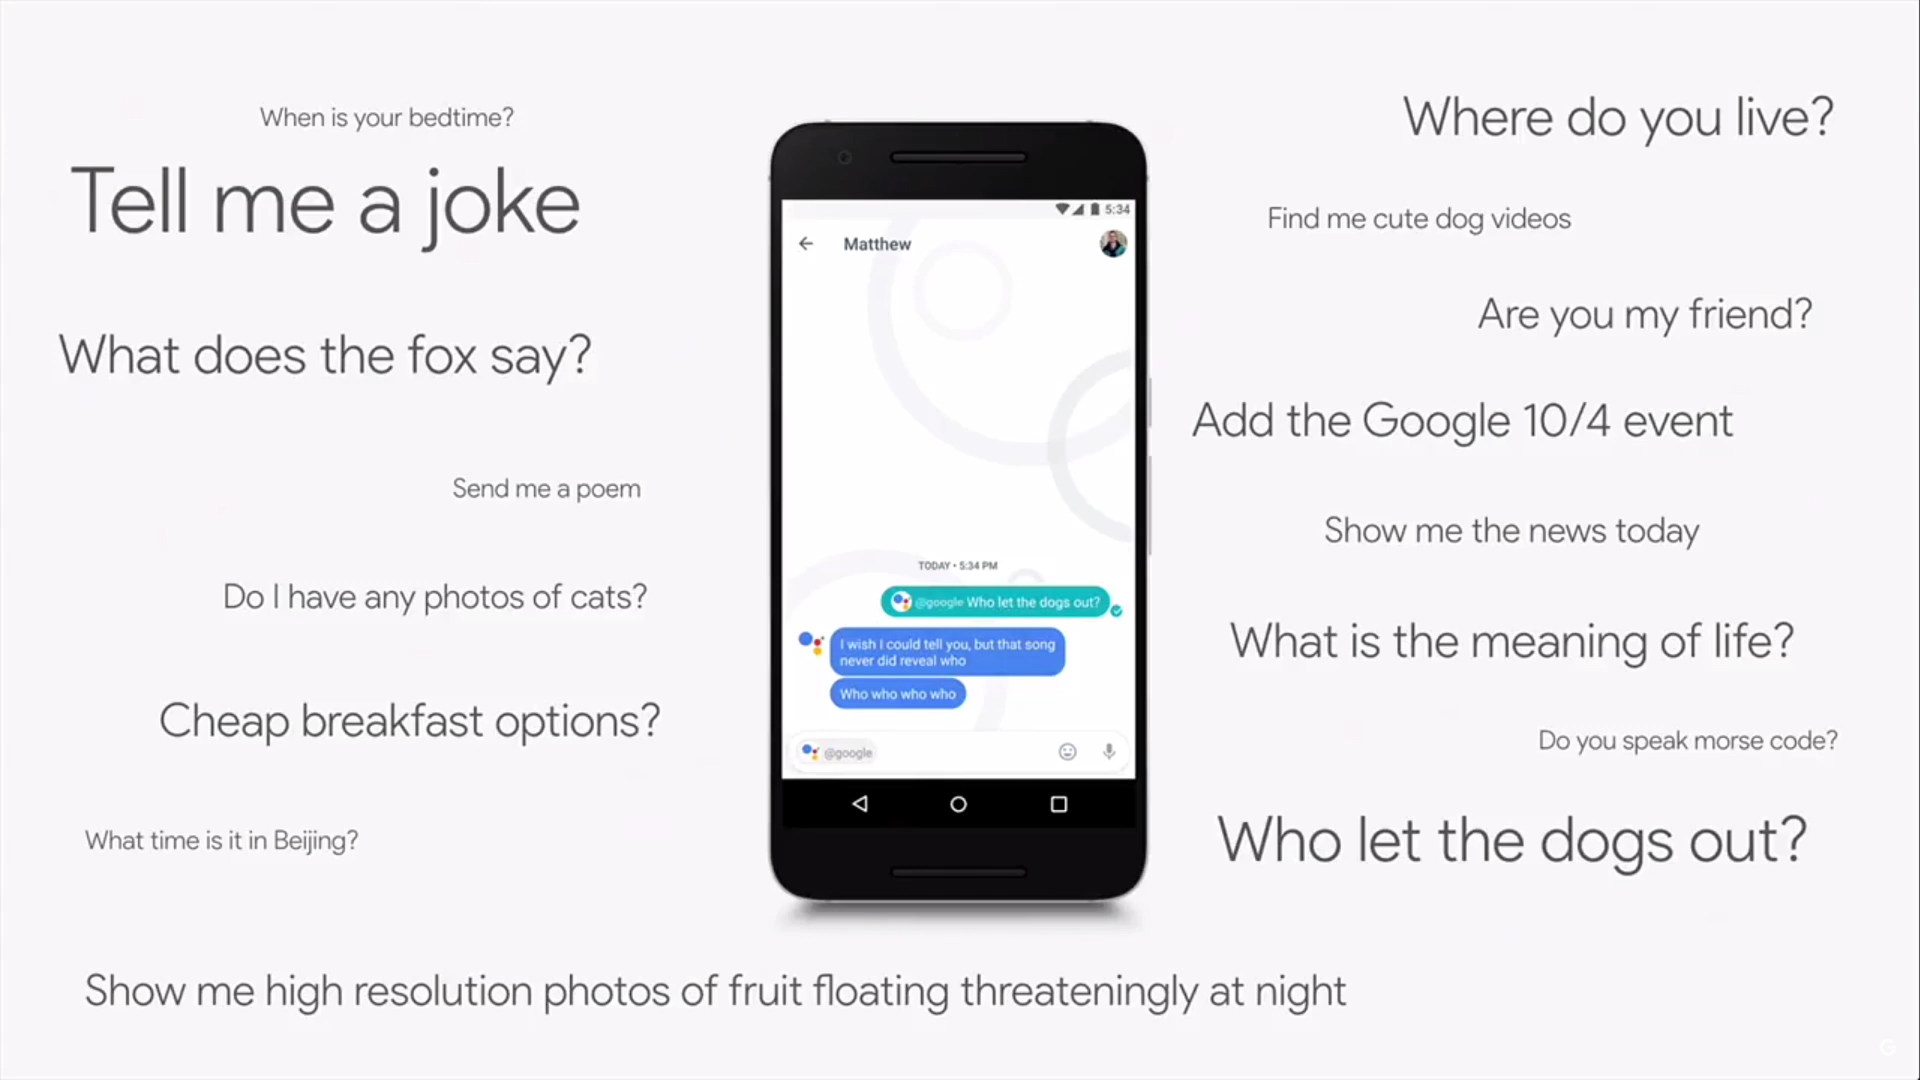 When is your bedtime?
Tell me a joke
What does the fox say?
Send me a poem
Do I have any photos of cats?
Cheap breakfast options?
What time is it in Beijing?
5:34
Matthew
TODAY • 5:34 PM
@google Who let the dogs out?
I wish I could tell you, but that song
never did reveal who
Who who who who
@google
Where do you live?
Find me cute dog videos
Are you my friend?
Add the Google 10/4 event
Show me the news today
What is the meaning of life?
Do you speak morse code?
Who let the dogs out?
Show me high resolution photos of fruit floating threateningly at night
G